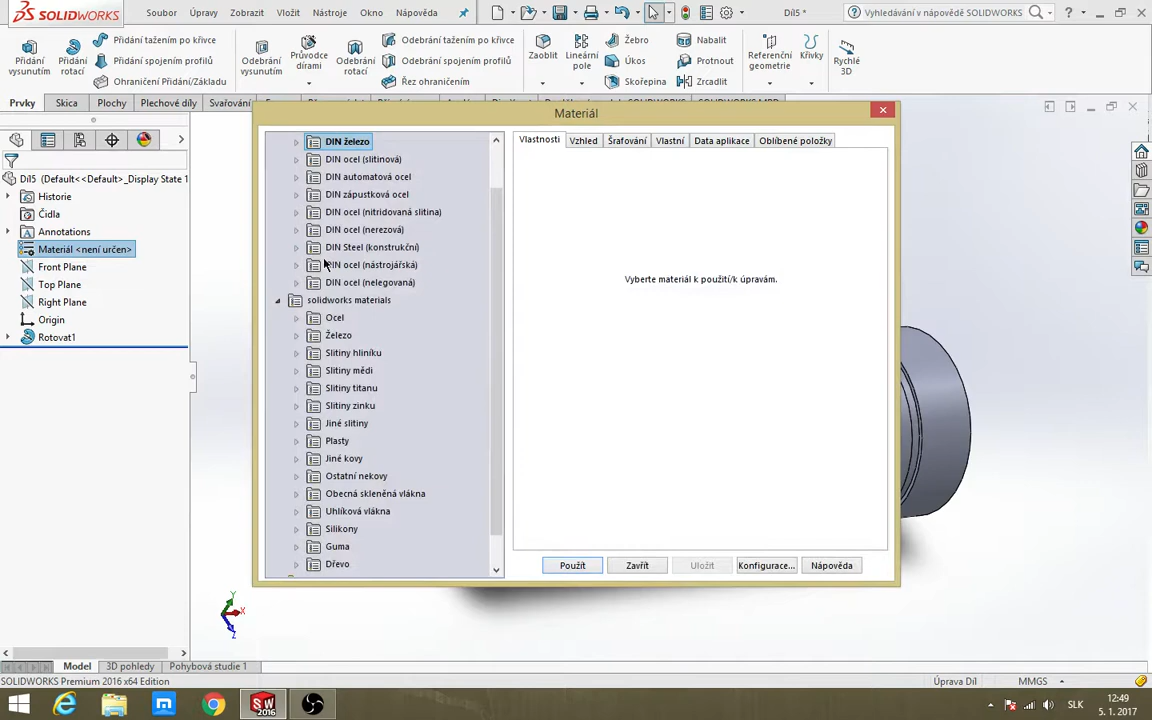 SOLIDWORKS
Soubor Úpravy Zobrazit Vložit Nástroje Okno Nápověda
Díl5
Vyhledávání v nápovědě SOLIDWORKS
Přidání vysunutím
Přidání rotací
Přidání tažením po křivce
Přidání spojením profilů
Ohraničení Přidání/Základu
Odebrání vysunutím
Průvodce dírami
Odebrání rotací
Odebrání tažením po křivce
Odebrání spojením profilů
Řez ohraničením
Zaoblit
Lineární pole
Žebro
Úkos
Skořepina
Nabalit
Protnout
Zrcadlit
Referenční geometrie
Křivky
Rychlé 3D
Prvky Skica Plochy Plechové díly Svařování
Materiál
Díl5 (Default<<Default>_Display State 1
Historie
Čidla
Annotations
Materiál <není určen>
Front Plane
Top Plane
Right Plane
Origin
Rotovat1
DIN železo
DIN ocel (slitinová)
DIN automatová ocel
DIN zápustková ocel
DIN ocel (nitridovaná slitina)
DIN ocel (nerezová)
DIN Steel (konstrukční)
DIN ocel (nástrojářská)
DIN ocel (nelegovaná)
solidworks materials
Ocel
Železo
Slitiny hliníku
Slitiny mědi
Slitiny titanu
Slitiny zinku
Jiné slitiny
Plasty
Jiné kovy
Ostatní nekovy
Obecná skleněná vlákna
Uhlíková vlákna
Silikony
Guma
Dřevo
Vlastnosti Vzhled Šrafování Vlastní Data aplikace Oblíbené položky
Vyberte materiál k použití/k úpravám.
Použít Zavřít Uložit Konfigurace... Nápověda
Y
X
Z
Model 3D pohledy Pohybová studie 1
SOLIDWORKS Premium 2016 x64 Edition
Úprava Díl
MMGS
SW
2016
SLK
12:49
5. 1. 2017